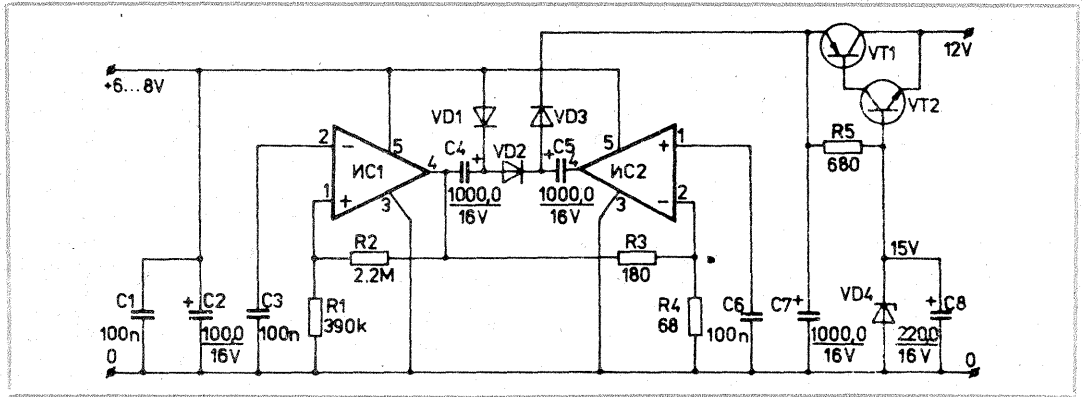 +6...8V
12V
VT1
VT2
VD1
VD3
2
5
C4
+
VD2
+
C5
4
5
1
−
ИС1
4
ИС2
+
1
+
3
1000,0
16V
1000,0
16V
3
−
2
R5
680
R2
2.2M
R3
180
15V
C1
100n
+
C2
100,0
16V
C3
100n
R1
390k
R4
68
C6
100n
C7
+
1000,0
16V
VD4
+
C8
220,0
16V
0
0